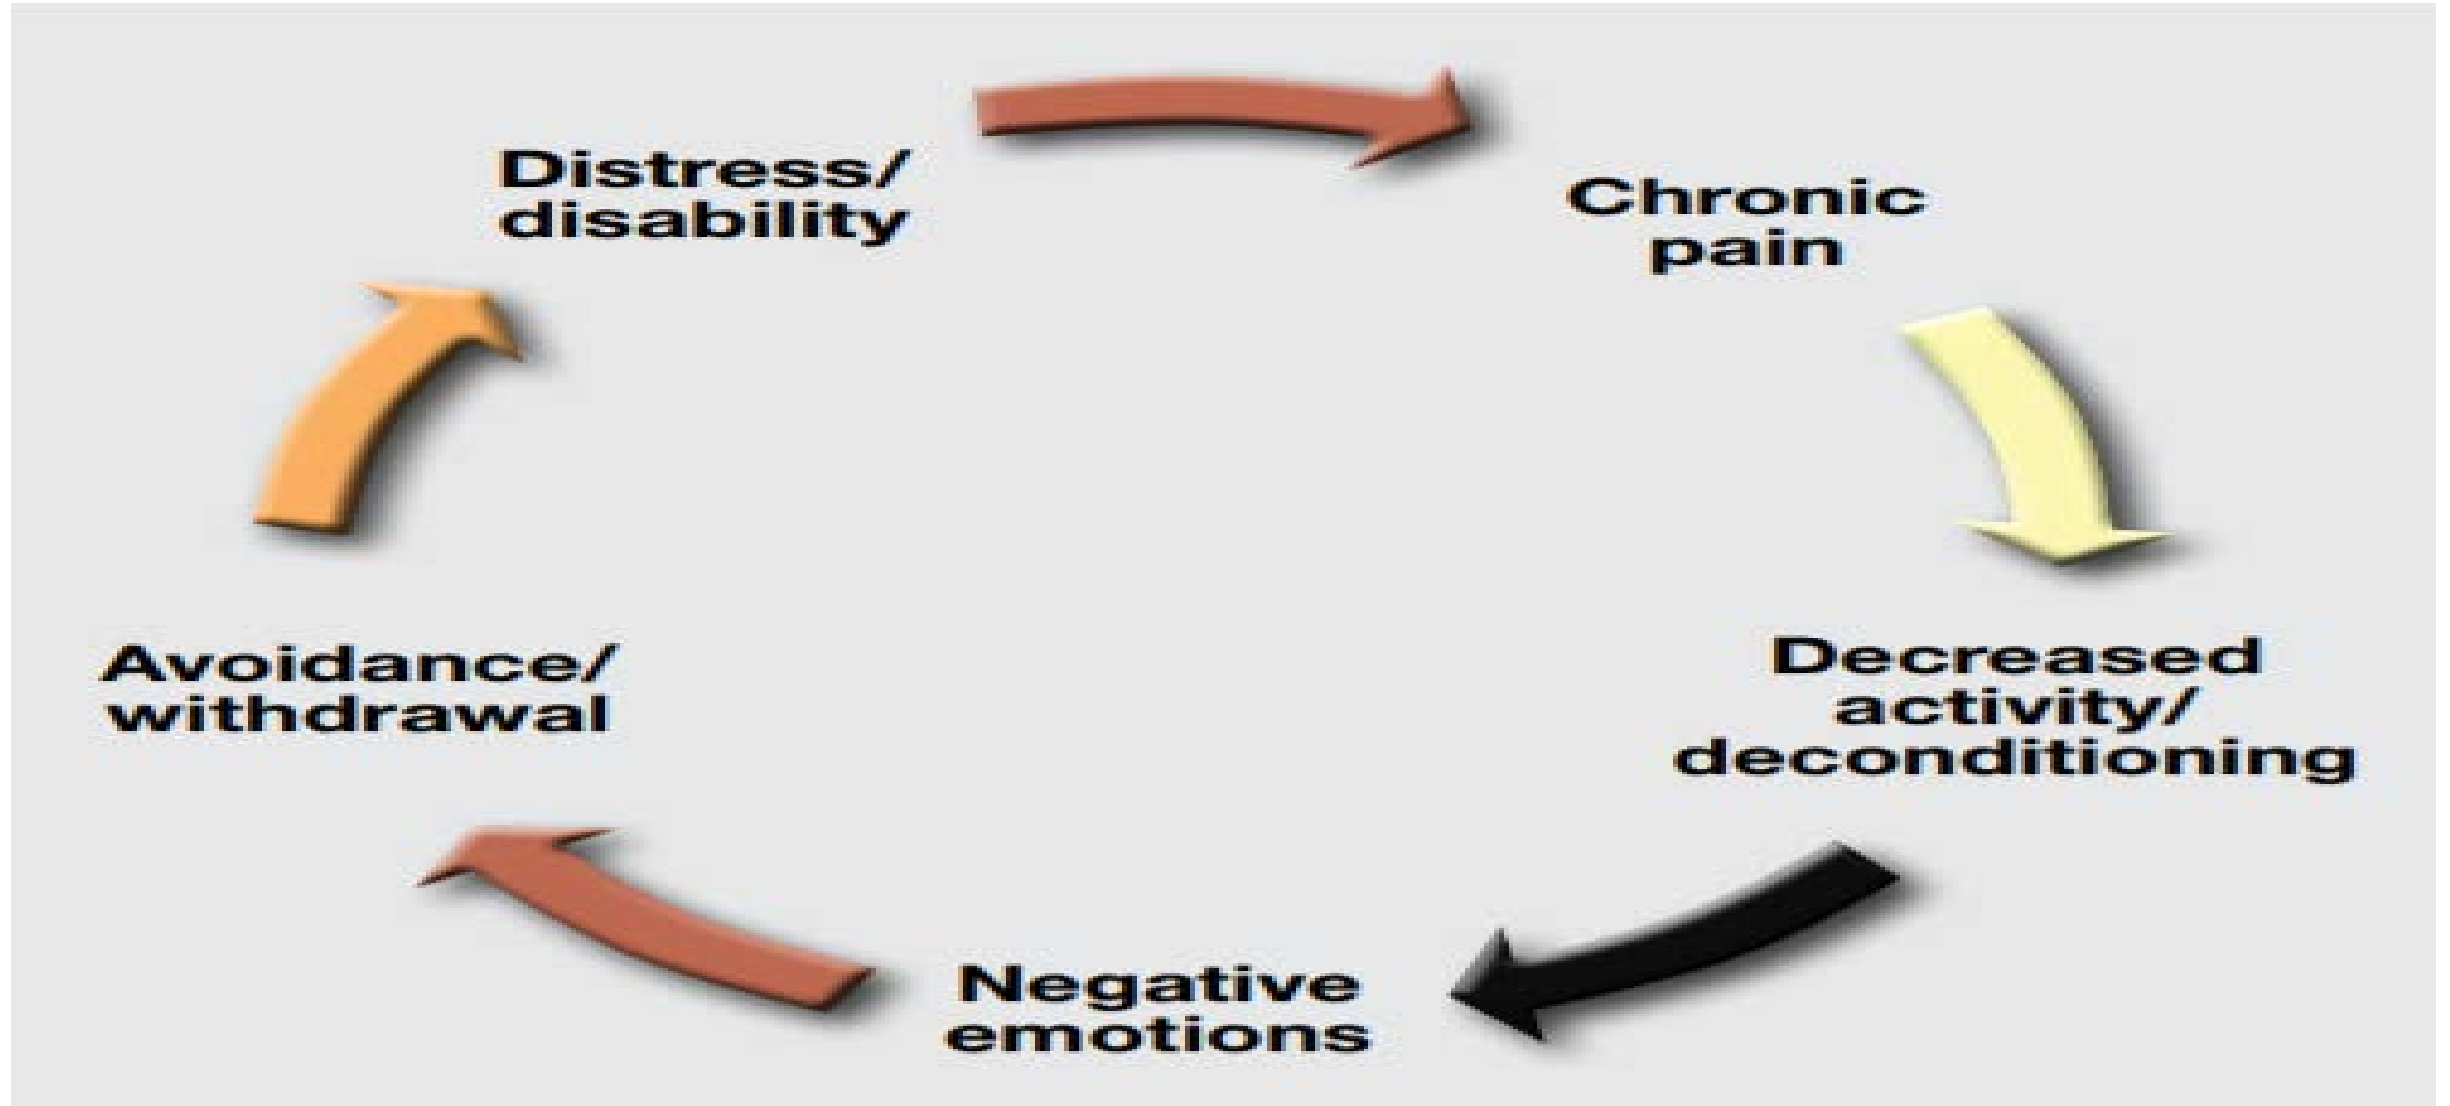 Distress/
disability
Chronic
pain
Decreased
activity/
deconditioning
Negative
emotions
Avoidance/
withdrawal